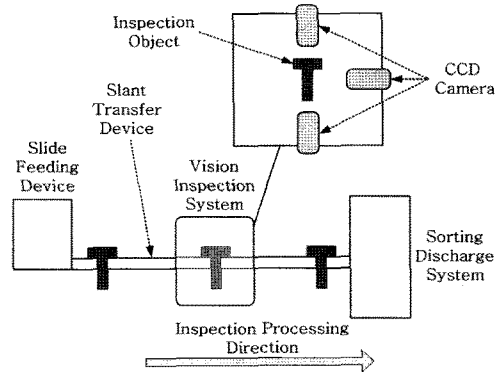 Inspection
Object
CCD
Camera
Slant
Transfer
Device
Slide
Feeding
Device
Vision
Inspection
System
Sorting
Discharge
System
Inspection Processing
Direction